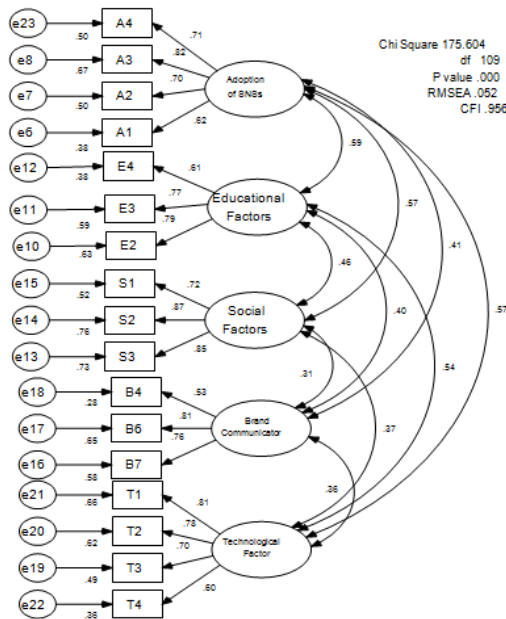 e23 A4 .71
.50
e8 A3 .82
.67
e7 A2 .70
.50
e6 A1 .62
.38
Adoption
of SNSs
Chi Square 175.604
df 109
P value .000
RMSEA .052
CFI .956
e12 E4 .61
.38
e11 E3 .77
.59
e10 E2 .79
.63
Educational
Factors
.59
.57
.41
.57
e15 S1 .72
.52
e14 S2 .87
.76
e13 S3 .85
.73
Social
Factors
.46
.40
.54
e18 B4 .53
.28
e17 B6 .81
.65
e16 B7 .76
.58
Brand
Communicator
.31
.37
e21 T1 .81
.66
e20 T2 .78
.62
e19 T3 .70
.49
e22 T4 .60
.36
Technological
Factor
.36